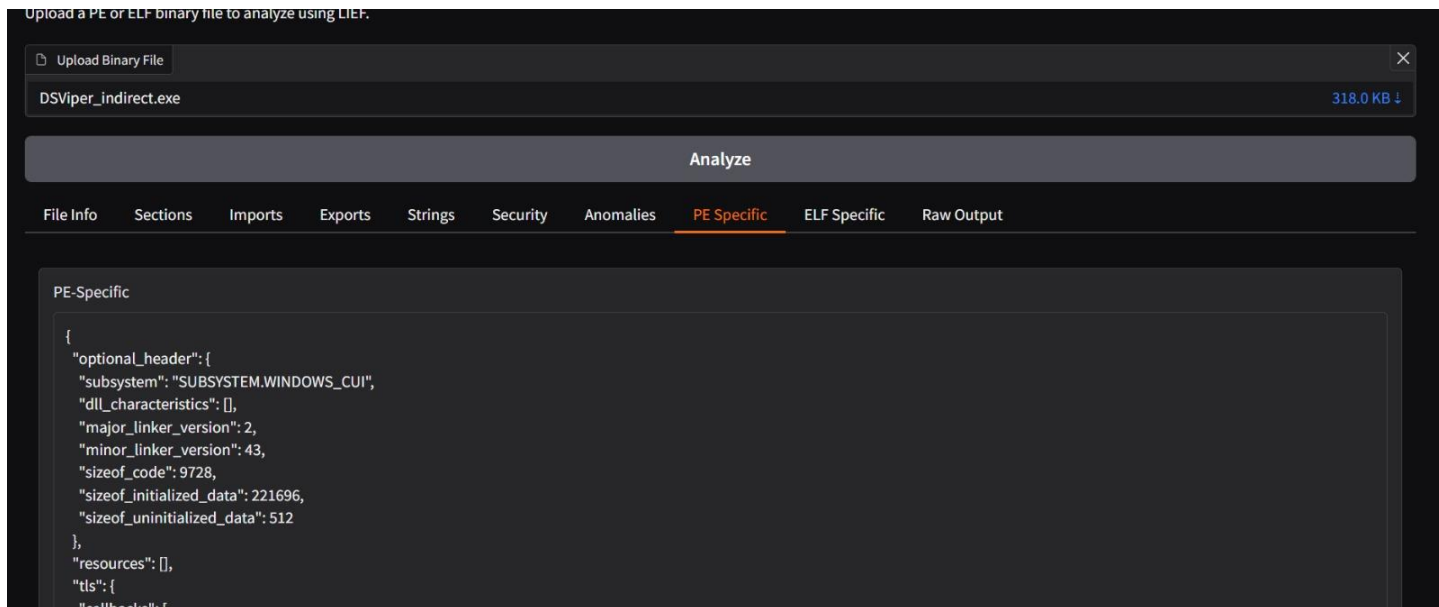 Upload a PE or ELF binary file to analyze using LIEF.
Upload Binary File
DSViper_indirect.exe 318.0 KB ↓
Analyze
File Info Sections Imports Exports Strings Security Anomalies PE Specific ELF Specific Raw Output
PE-Specific
{
"optional_header": {
"subsystem": "SUBSYSTEM.WINDOWS_CUI",
"dll_characteristics": [],
"major_linker_version": 2,
"minor_linker_version": 43,
"sizeof_code": 9728,
"sizeof_initialized_data": 221696,
"sizeof_uninitialized_data": 512
},
"resources": [],
"tls": {
"callbacks": [